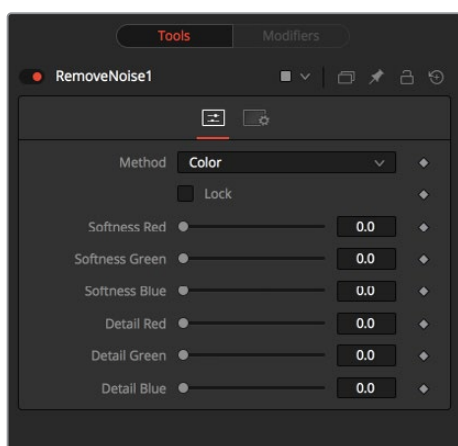 Tools Modifiers
RemoveNoise1
Method Color
Lock
Softness Red 0.0
Softness Green 0.0
Softness Blue 0.0
Detail Red 0.0
Detail Green 0.0
Detail Blue 0.0